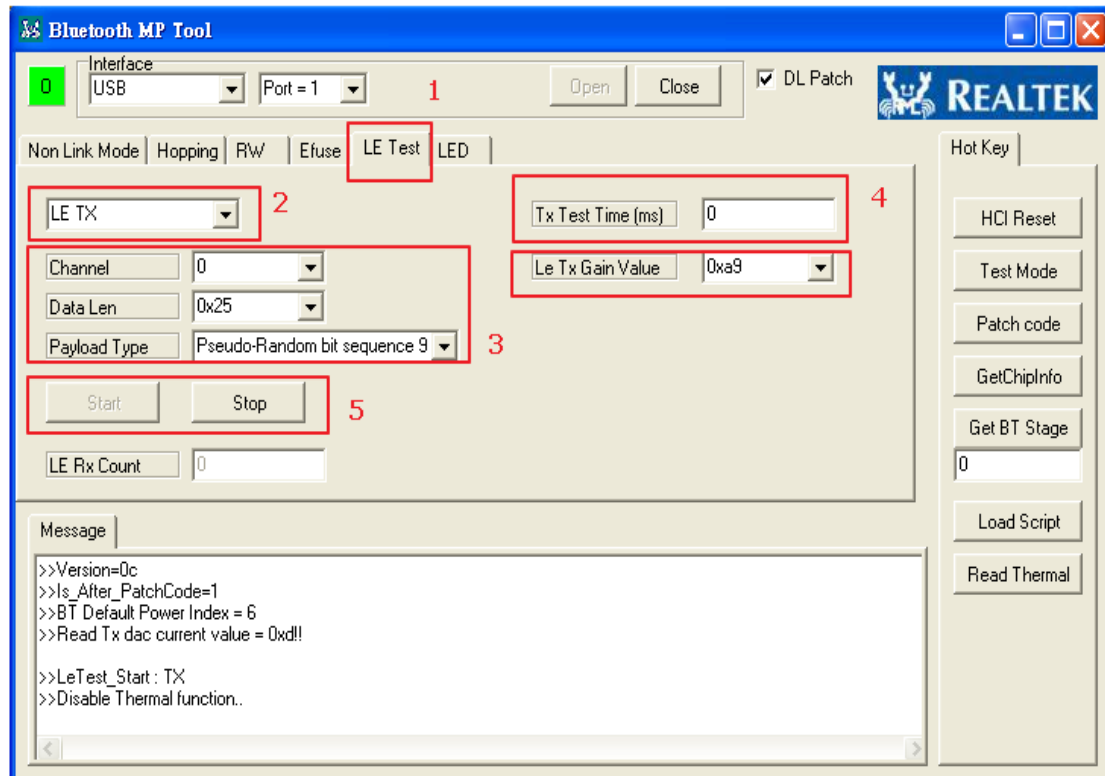 Bluetooth MP Tool
0
Interface
USB
Port = 1
1
Open
Close
DL Patch
REALTEK
Non Link Mode
Hopping
RW
Efuse
LE Test
LED
Hot Key
LE TX
2
Tx Test Time (ms)
0
4
Channel
0
Le Tx Gain Value
0xa9
Data Len
0x25
Payload Type
Pseudo-Random bit sequence 9
3
Start
Stop
5
LE Rx Count
0
HCI Reset
Test Mode
Patch code
GetChipInfo
Get BT Stage
0
Load Script
Read Thermal
Message
>>Version=0c
>>Is_After_PatchCode=1
>>BT Default Power Index = 6
>>Read Tx dac current value = 0xd!!
>>LeTest_Start : TX
>>Disable Thermal function..